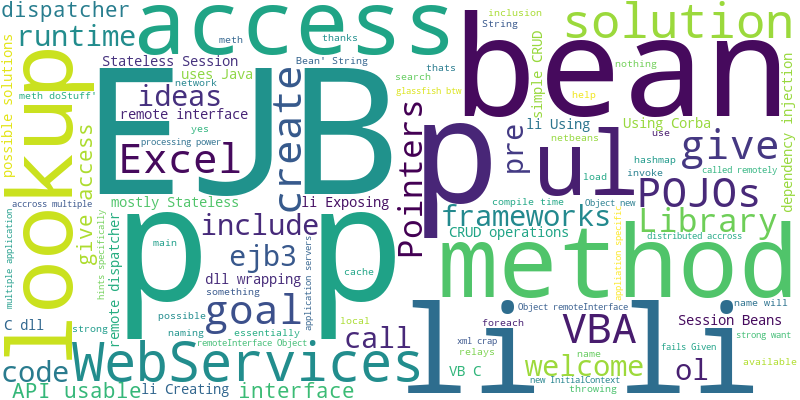 dispatcher
access
solution
runtime
thanks
meth
String
inclusion
nothing
thats
Stateless Session
Bean' String
search
simple CRUD
possible solutions
lookup
EJB
bean
uses Java
network
glassfish btw
help
meth doStuff'
ideas
remote interface
create
Pointers
p
pre
li Using
Using Corba
dependency injection
yes
processing power
netbeans
use
ul
hashmap
give
Excel
load
invoke
called remotely
give access
mostly Stateless
li Exposing
compile time
Object new
POJOs
accross multiple
p
p
include
frameworks
Library
multiple application
hints specifically
remote dispatcher
main
ejb3
CRUD operations
method
aplication specific
distributed accross
application servers
cache
dll wrapping
something
goal
li
li
Object remoteInterface
name will
possible
local
call
foreach
VBA
Session Beans
C dll
strong
naming
essentially
strong want
remoteInterface Object
xml crap
fails Given
code
WebServices
relays
name
welcome
ol
available
VB C
new InitialContext
throwing
API usable
li Creating
interface